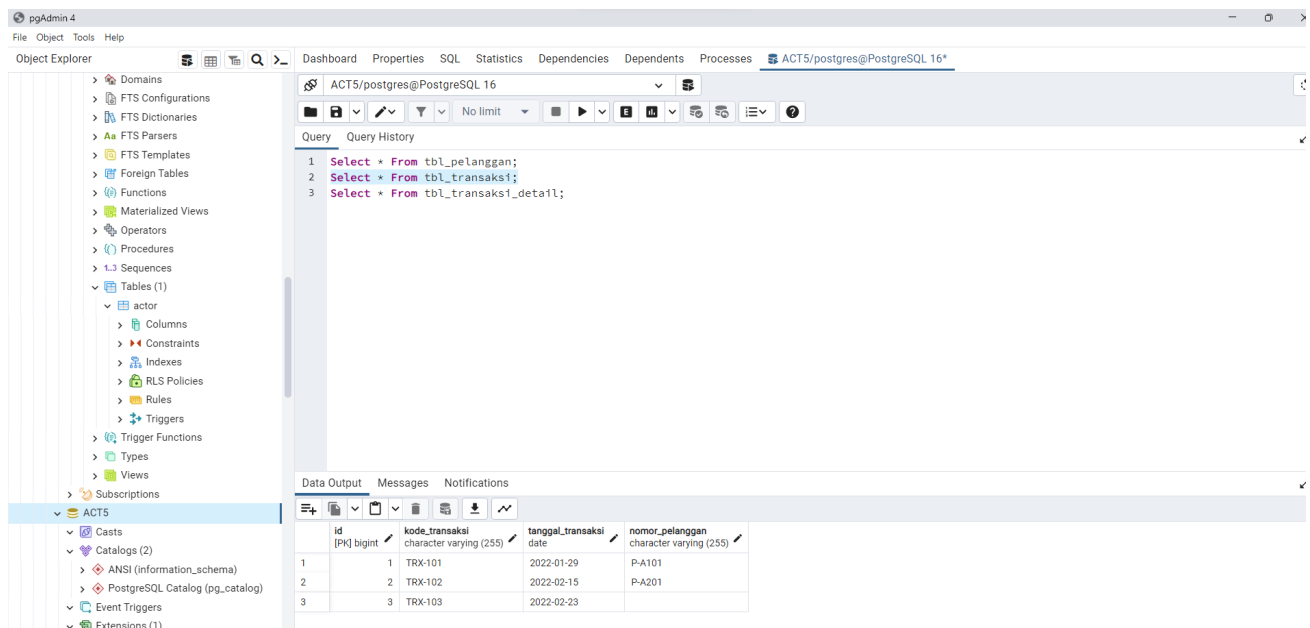 pgAdmin 4
File Object Tools Help
Object Explorer
Domains
FTS Configurations
FTS Dictionaries
Aa FTS Parsers
FTS Templates
Foreign Tables
Functions
Materialized Views
Operators
Procedures
1..3 Sequences
Tables (1)
actor
Columns
Constraints
Indexes
RLS Policies
Rules
Triggers
Trigger Functions
Types
Views
Subscriptions
ACT5
Casts
Catalogs (2)
ANSI (information_schema)
PostgreSQL Catalog (pg_catalog)
Event Triggers
Extensions (1)
Dashboard Properties SQL Statistics Dependencies Dependents Processes ACT5/postgres@PostgreSQL 16*
ACT5/postgres@PostgreSQL 16
No limit E
Query Query History
1 Select * From tbl_pelanggan;
2 Select * From tbl_transaksi;
3 Select * From tbl_transaksi_detail;
Data Output Messages Notifications
id kode_transaksi tanggal_transaksi nomor_pelanggan
[PK] bigint character varying (255) date character varying (255)
1 1 TRX-101 2022-01-29 P-A101
2 2 TRX-102 2022-02-15 P-A201
3 3 TRX-103 2022-02-23